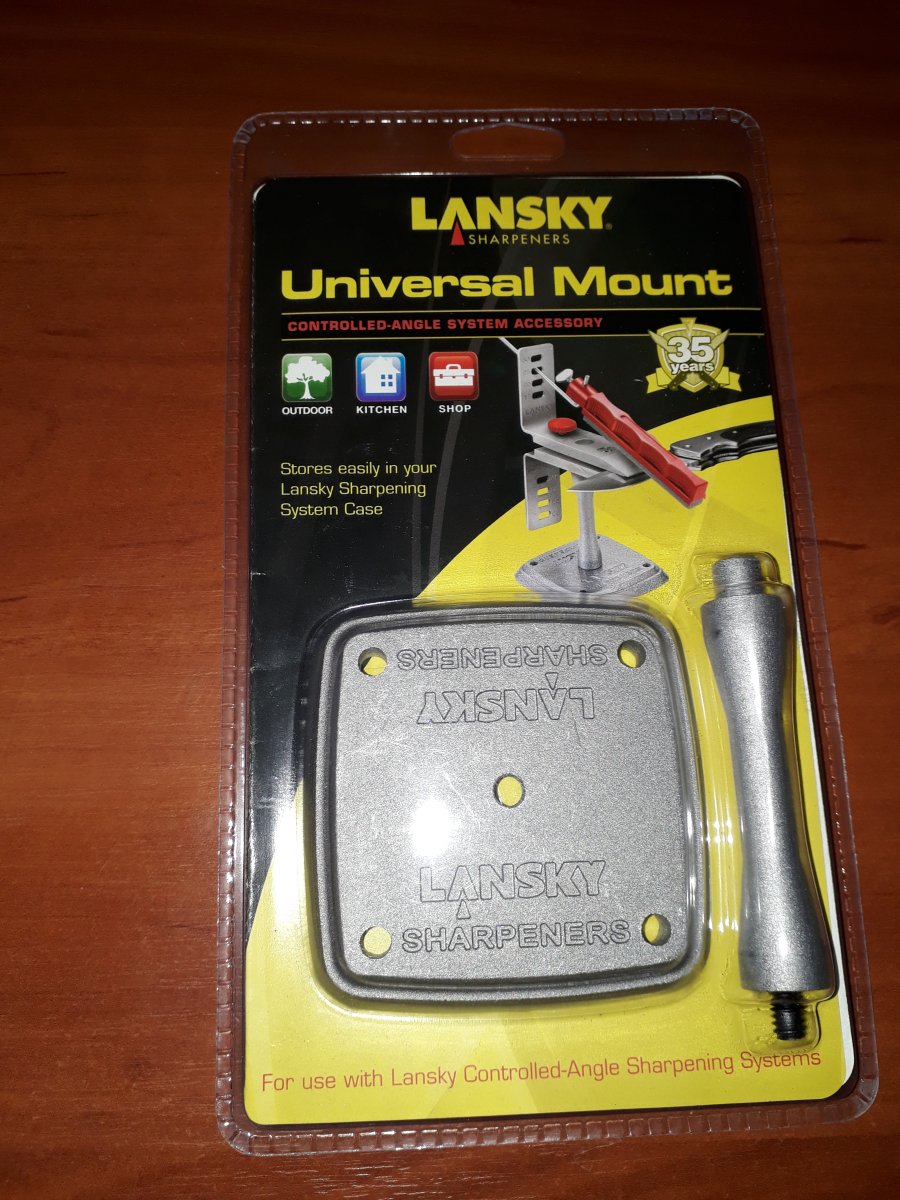 LANSKY®
SHARPENERS
Universal Mount
CONTROLLED-ANGLE SYSTEM ACCESSORY
35
years
OUTDOOR
KITCHEN
SHOP
Stores easily in your
Lansky Sharpening
System Case
LANSKY
SHARPENERS
LANSKY
LANSKY
SHARPENERS
For use with Lansky Controlled-Angle Sharpening Systems